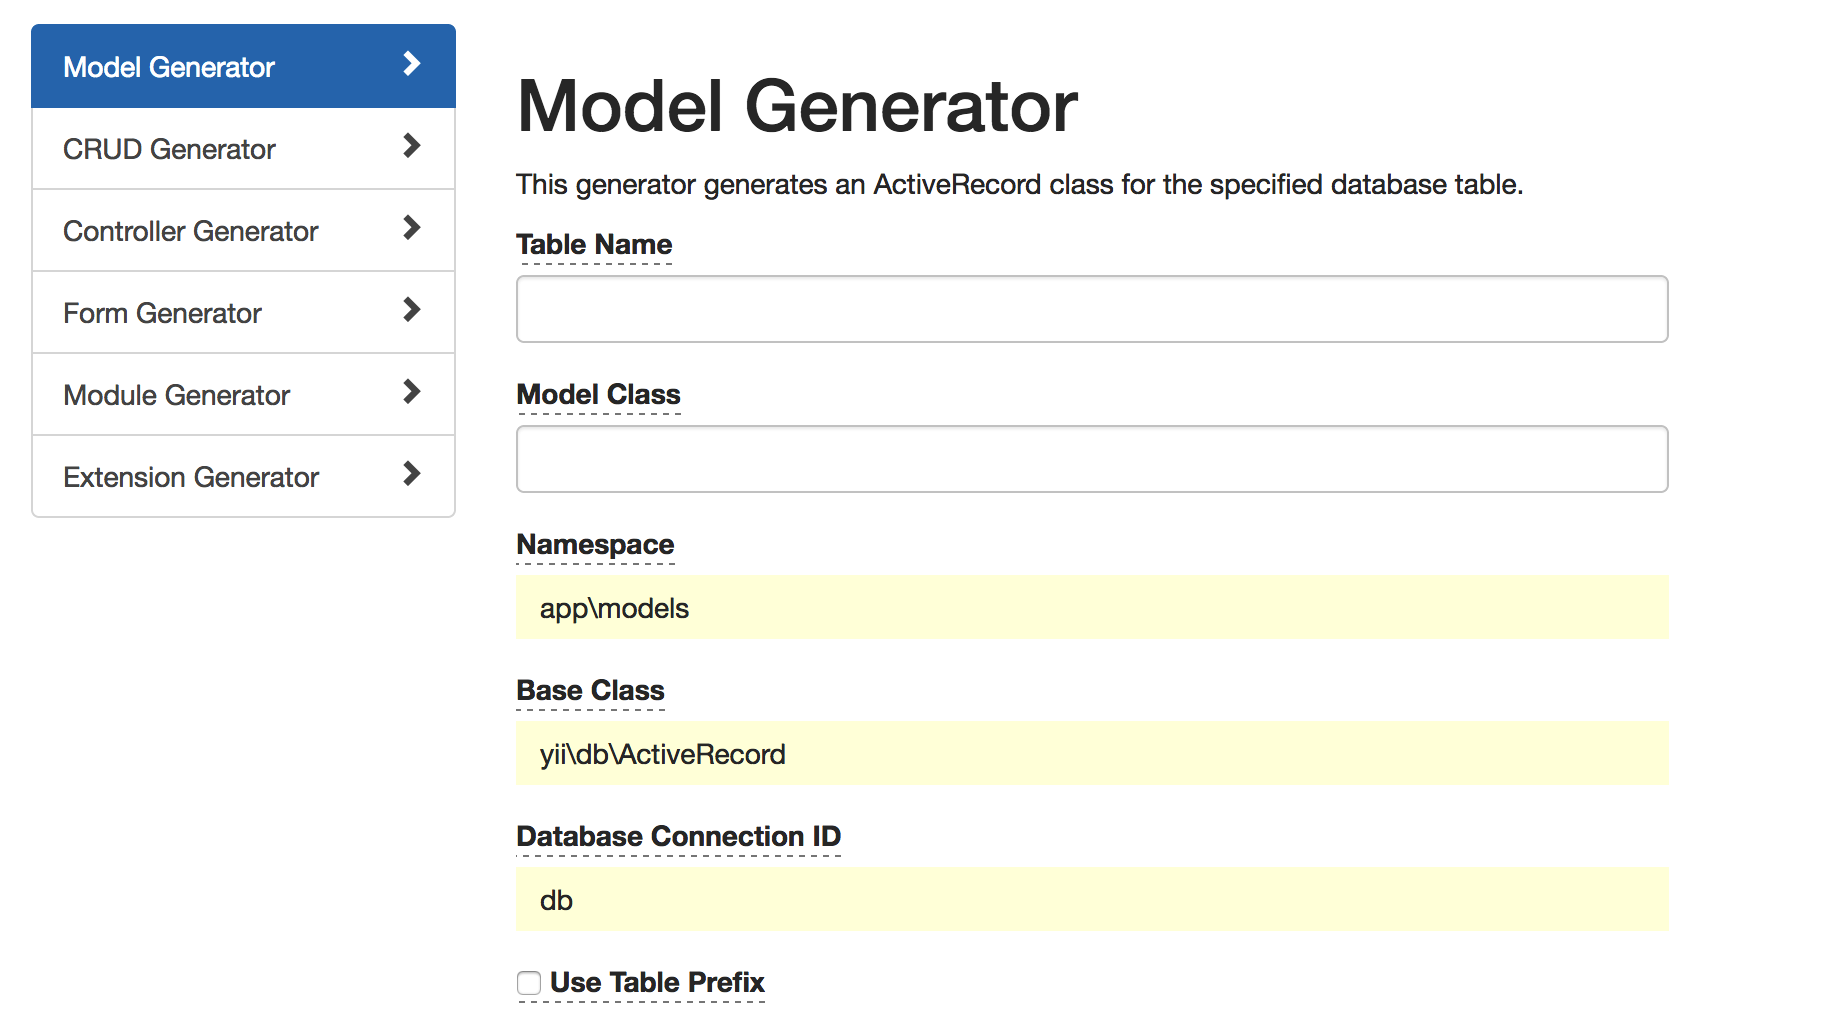 Model Generator
CRUD Generator
Controller Generator
Form Generator
Module Generator
Extension Generator
Model Generator
This generator generates an ActiveRecord class for the specified database table.
Table Name
Model Class
Namespace
app\models
Base Class
yii\db\ActiveRecord
Database Connection ID
db
Use Table Prefix